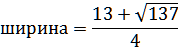 ширина = (13 + √137) / 4